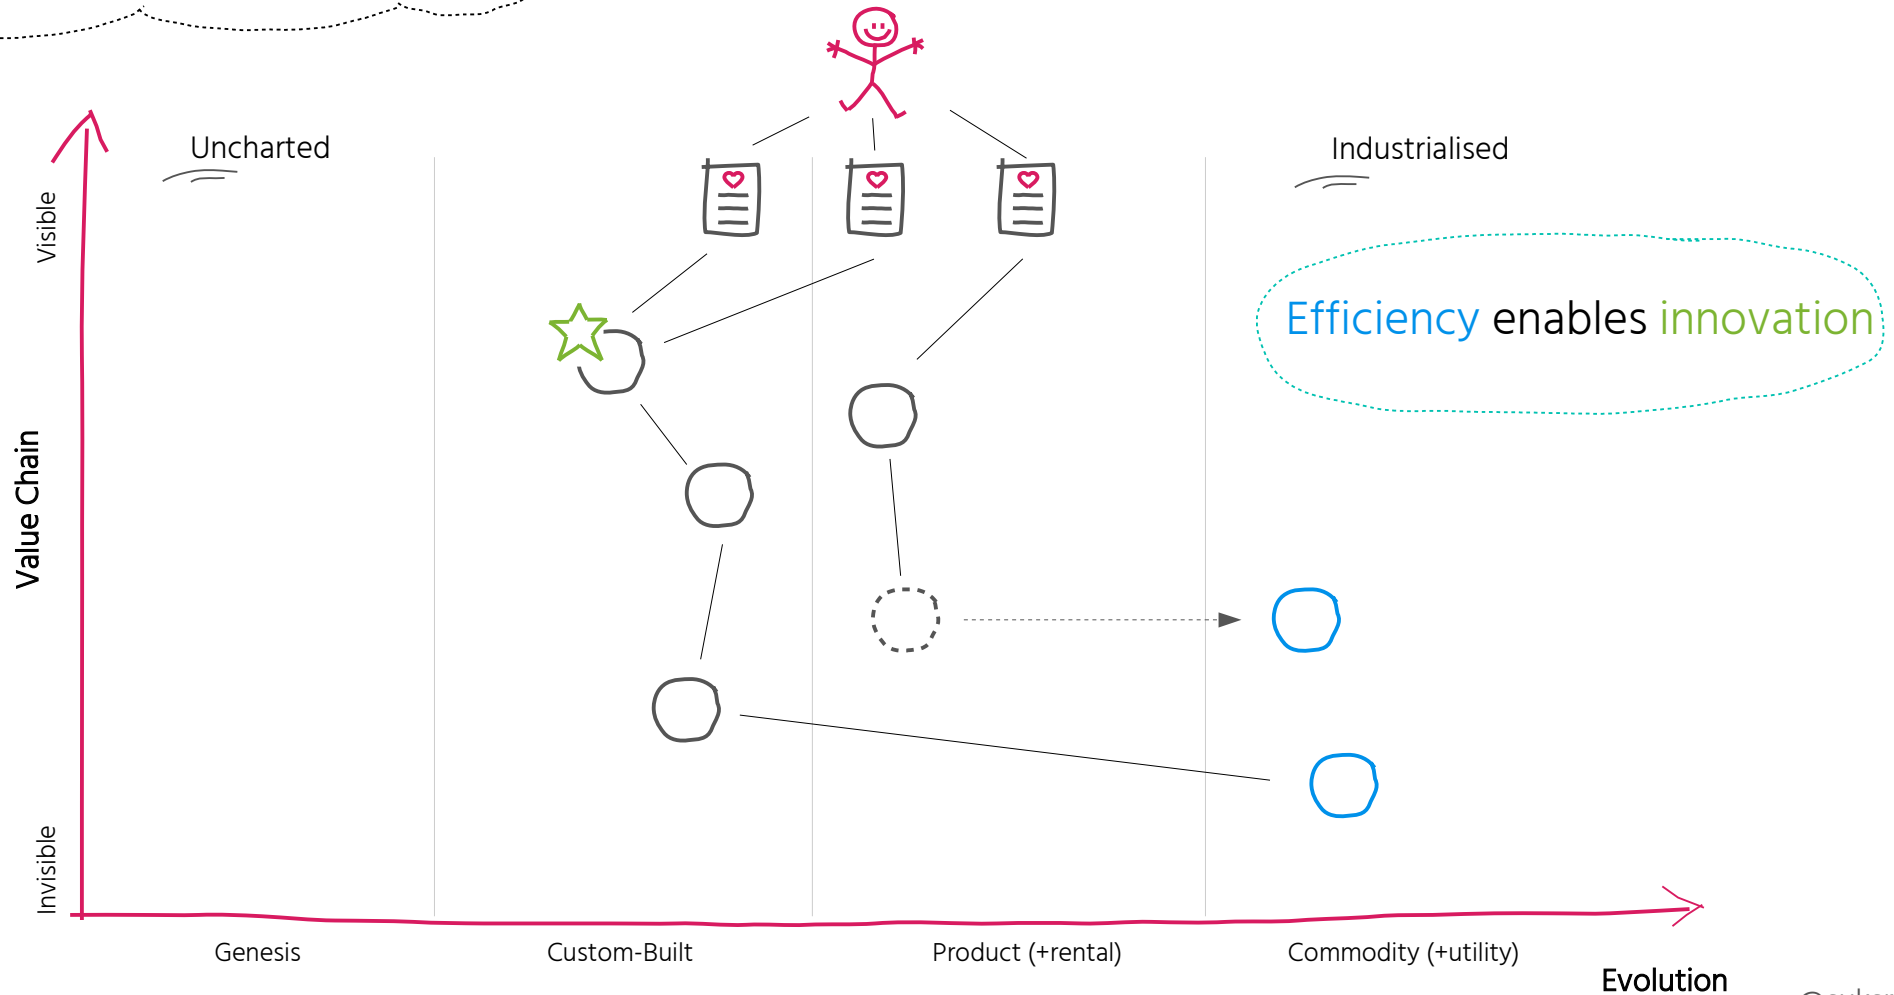 Uncharted
Industrialised
Visible
Efficiency enables innovation
Value Chain
Invisible
Genesis
Custom-Built
Product (+rental)
Commodity (+utility)
Evolution